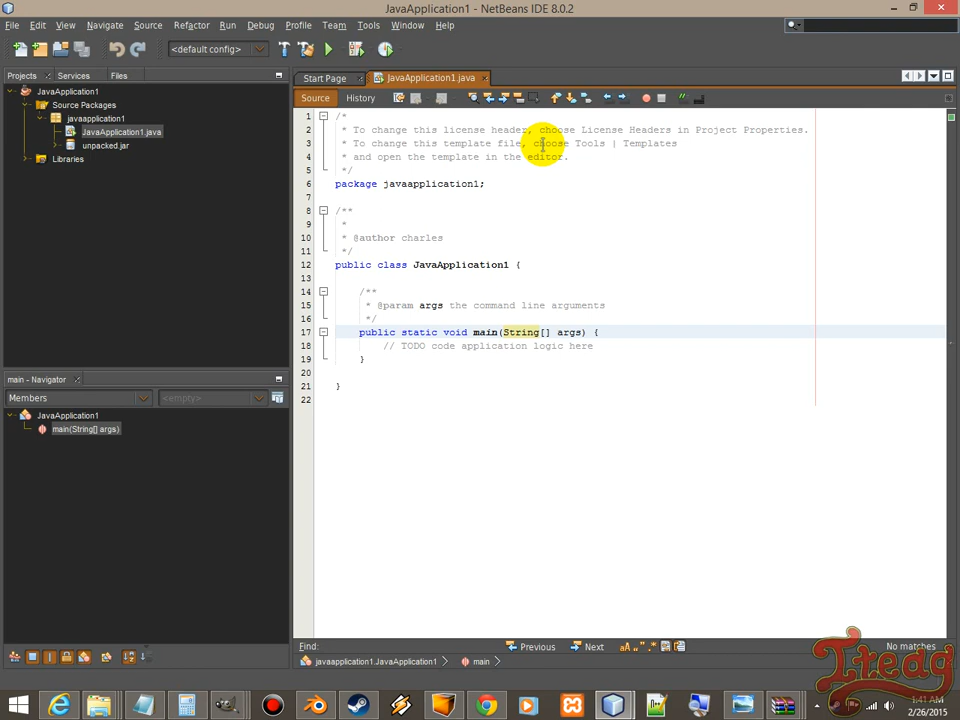 JavaApplication1 - NetBeans IDE 8.0.2
File Edit View Navigate Source Refactor Run Debug Profile Team Tools Window Help
<default config>
Projects Services Files
JavaApplication1
Source Packages
javaapplication1
JavaApplication1.java
unpacked.jar
Libraries
main - Navigator
Members
<empty>
JavaApplication1
main(String[] args)
Start Page JavaApplication1.java
Source History
1 /*
2 * To change this license header, choose License Headers in Project Properties.
3 * To change this template file, choose Tools | Templates
4 * and open the template in the editor.
5 */
6 package javaapplication1;
7
8 /**
9 *
10 * @author charles
11 */
12 public class JavaApplication1 {
13
14 /**
15 * @param args the command line arguments
16 */
17 public static void main(String[] args) {
18 // TODO code application logic here
19 }
20
21 }
22
Find: Previous Next No matches
javaapplication1.JavaApplication1 main
Itedg
1:41 AM
2/26/2015